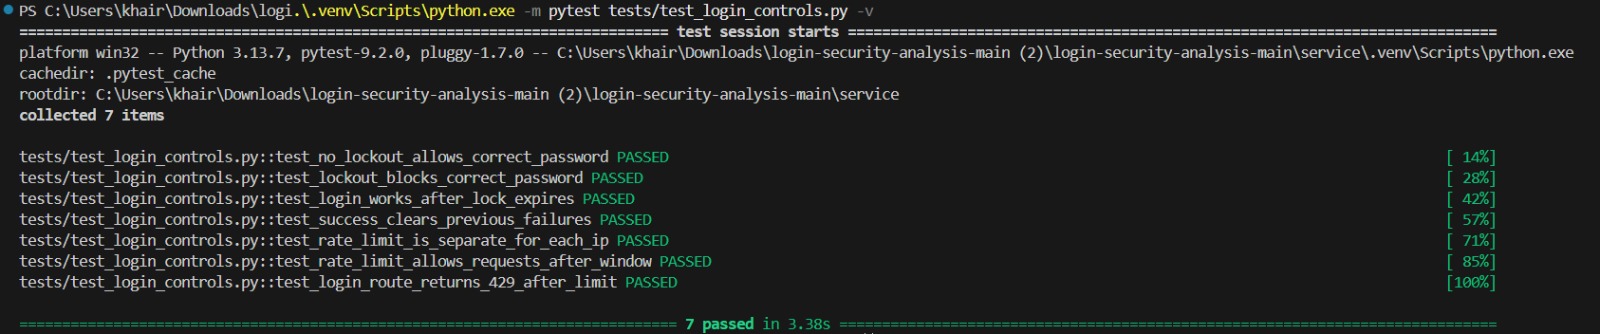 PS C:\Users\khair\Downloads\logi.\.venv\Scripts\python.exe -m pytest tests/test_login_controls.py -v
============================================================================ test session starts ============================================================================
platform win32 -- Python 3.13.7, pytest-9.2.0, pluggy-1.7.0 -- C:\Users\khair\Downloads\login-security-analysis-main (2)\login-security-analysis-main\service\.venv\Scripts\python.exe
cachedir: .pytest_cache
rootdir: C:\Users\khair\Downloads\login-security-analysis-main (2)\login-security-analysis-main\service
collected 7 items
tests/test_login_controls.py::test_no_lockout_allows_correct_password PASSED [ 14%]
tests/test_login_controls.py::test_lockout_blocks_correct_password PASSED [ 28%]
tests/test_login_controls.py::test_login_works_after_lock_expires PASSED [ 42%]
tests/test_login_controls.py::test_success_clears_previous_failures PASSED [ 57%]
tests/test_login_controls.py::test_rate_limit_is_separate_for_each_ip PASSED [ 71%]
tests/test_login_controls.py::test_rate_limit_allows_requests_after_window PASSED [ 85%]
tests/test_login_controls.py::test_login_route_returns_429_after_limit PASSED [100%]
============================================================================= 7 passed in 3.38s =============================================================================